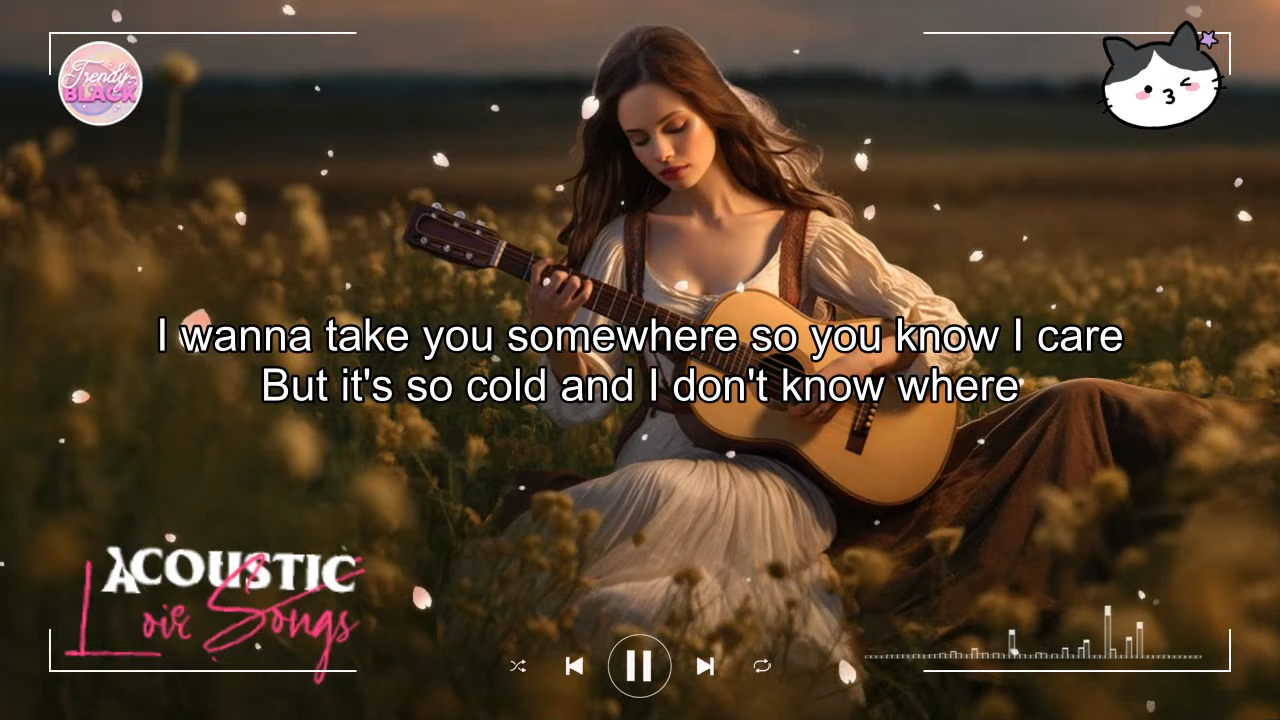 Trendy
BLACK
I wanna take you somewhere so you know I care
But it's so cold and I don't know where
ACOUSTIC
Love Songs